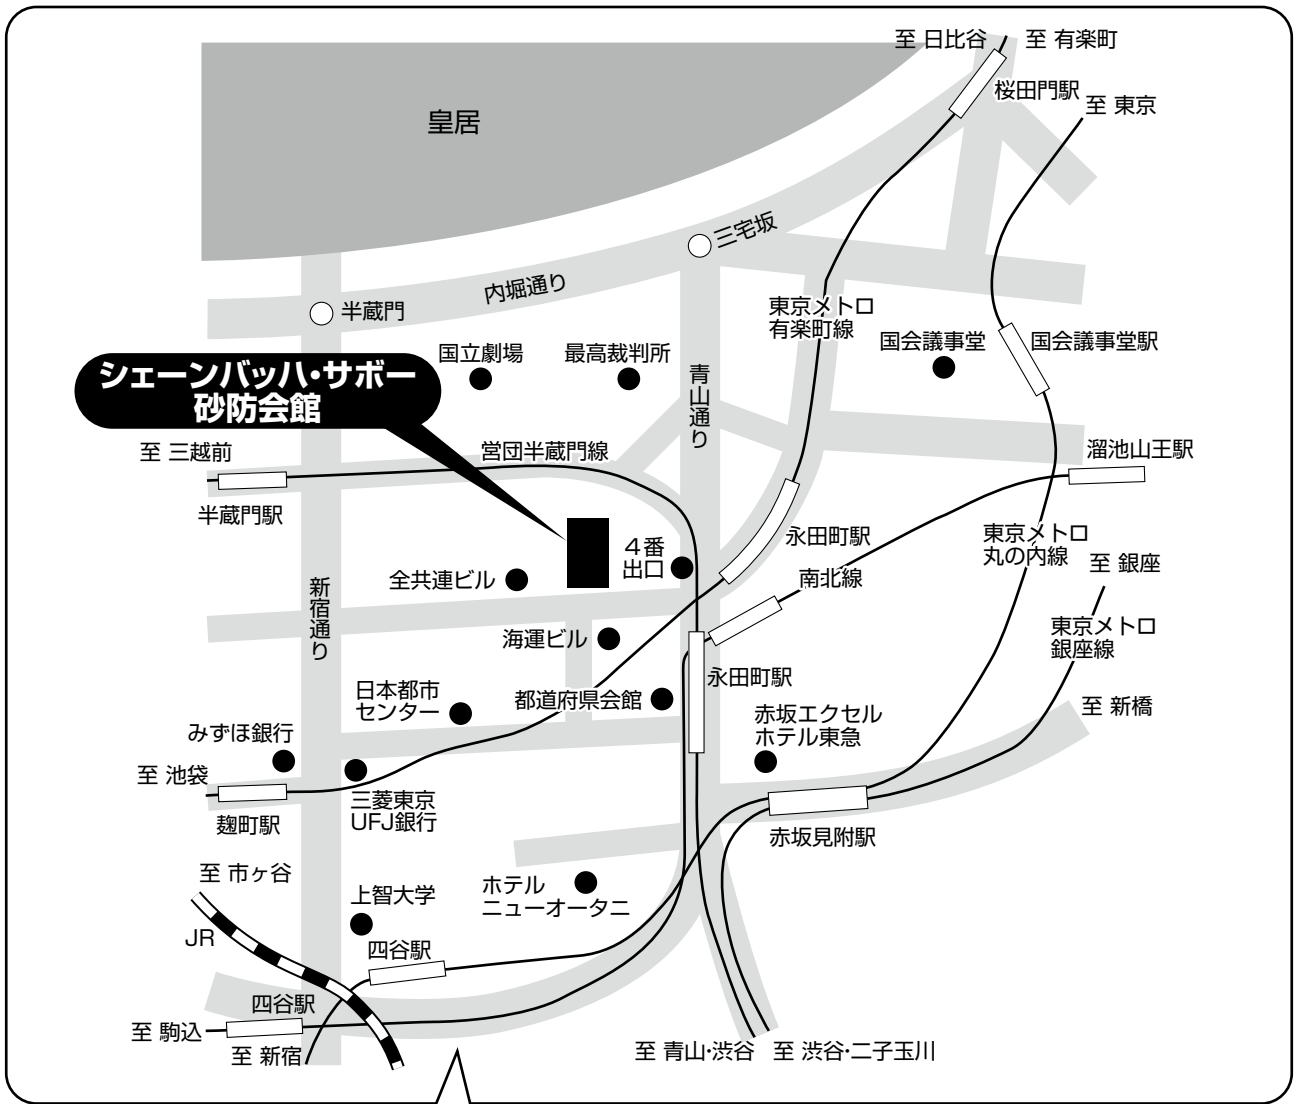 至 日比谷
至 有楽町
桜田門駅
至 東京
皇居
三宅坂
内堀通り
半蔵門
東京メトロ
有楽町線
国会議事堂
国会議事堂駅
国立劇場
最高裁判所
青山通り
シェーンバッハ・サボー
砂防会館
至 三越前
営団半蔵門線
溜池山王駅
半蔵門駅
永田町駅
東京メトロ
丸の内線
4番
出口
至 銀座
全共連ビル
南北線
新宿通り
海運ビル
東京メトロ
銀座線
永田町駅
都道府県会館
日本都市
センター
至 新橋
赤坂エクセル
ホテル東急
みずほ銀行
至 池袋
三菱東京
UFJ銀行
麹町駅
赤坂見附駅
至 市ヶ谷
ホテル
ニューオータニ
上智大学
JR
四谷駅
四谷駅
至 駒込
至 新宿
至 青山・渋谷
至 渋谷・二子玉川